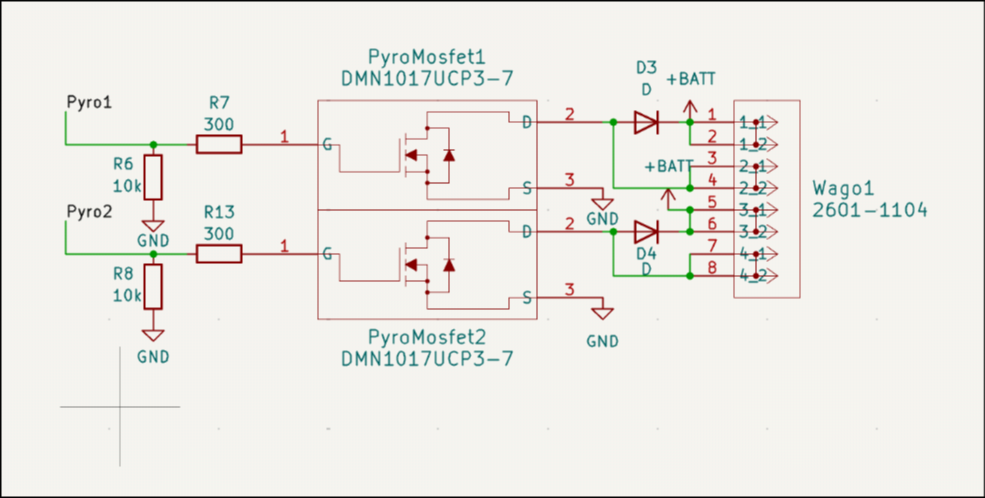 PyroMosfet1
DMN1017UCP3-7
D3
D
+BATT
Pyro1
R7
300
1
G
D
2
S
3
GND
R6
10k
GND
1
1_1
2
1_2
3
2_1
4
2_2
5
3_1
6
3_2
7
4_1
8
4_2
+BATT
Wago1
2601-1104
Pyro2
R13
300
1
G
D
2
S
3
GND
D4
D
R8
10k
GND
PyroMosfet2
DMN1017UCP3-7